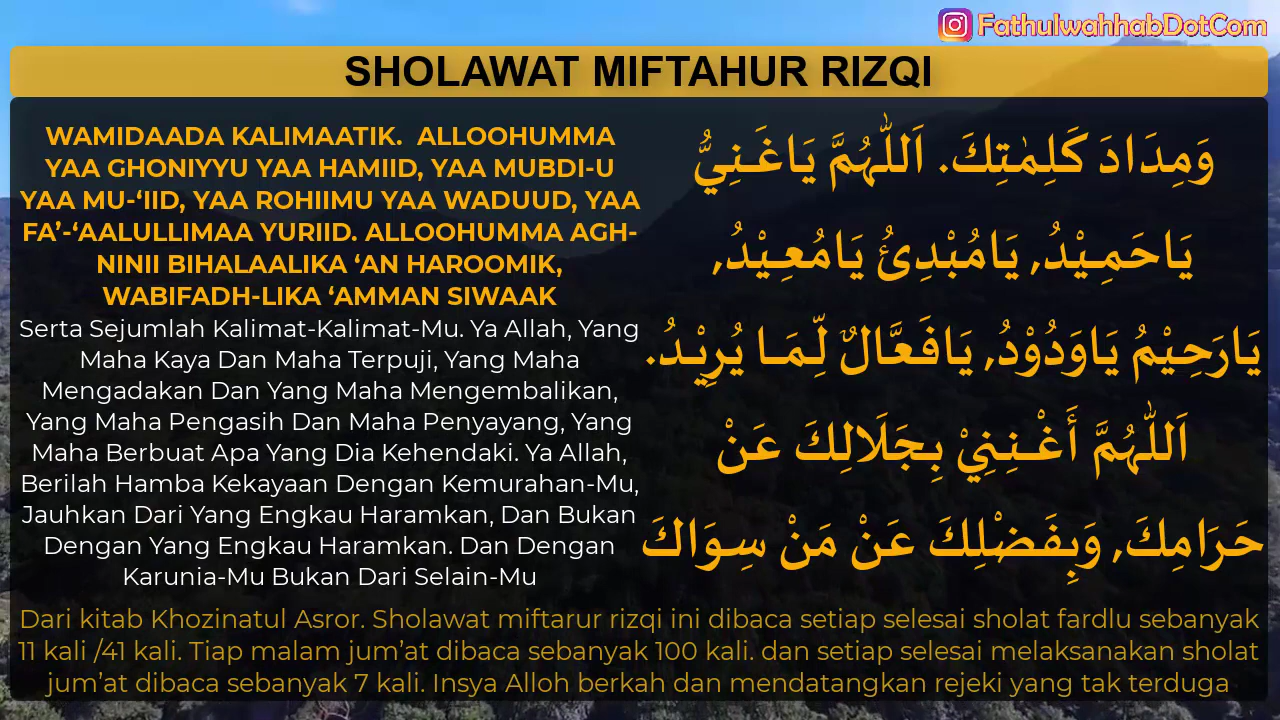 FathulwahhabDotCom
SHOLAWAT MIFTAHUR RIZQI
WAMIDAADA KALIMAATIK.  ALLOOHUMMA
YAA GHONIYYU YAA HAMIID, YAA MUBDI-U
YAA MU-‘IID, YAA ROHIIMU YAA WADUUD, YAA
FA’-‘AALULLIMAA YURIID. ALLOOHUMMA AGH-
NINII BIHALAALIKA ‘AN HAROOMIK,
WABIFADH-LIKA ‘AMMAN SIWAAK
Serta Sejumlah Kalimat-Kalimat-Mu. Ya Allah, Yang
Maha Kaya Dan Maha Terpuji, Yang Maha
Mengadakan Dan Yang Maha Mengembalikan,
Yang Maha Pengasih Dan Maha Penyayang, Yang
Maha Berbuat Apa Yang Dia Kehendaki. Ya Allah,
Berilah Hamba Kekayaan Dengan Kemurahan-Mu,
Jauhkan Dari Yang Engkau Haramkan, Dan Bukan
Dengan Yang Engkau Haramkan. Dan Dengan
Karunia-Mu Bukan Dari Selain-Mu
وَمِدَادَ كَلِمٰتِكَ. اَللّٰهُمَّ يَاغَنِيُّ
يَاحَمِيْدُ, يَامُبْدِئُ يَامُعِيْدُ,
يَارَحِيْمُ يَاوَدُوْدُ, يَافَعَّالٌ لِّمَا يُرِيْدُ.
اَللّٰهُمَّ أَغْنِنِيْ بِجَلَالِكَ عَنْ
حَرَامِكَ, وَبِفَضْلِكَ عَنْ مَنْ سِوَاكَ
Dari kitab Khozinatul Asror. Sholawat miftarur rizqi ini dibaca setiap selesai sholat fardlu sebanyak
11 kali /41 kali. Tiap malam jum’at dibaca sebanyak 100 kali. dan setiap selesai melaksanakan sholat
jum’at dibaca sebanyak 7 kali. Insya Alloh berkah dan mendatangkan rejeki yang tak terduga